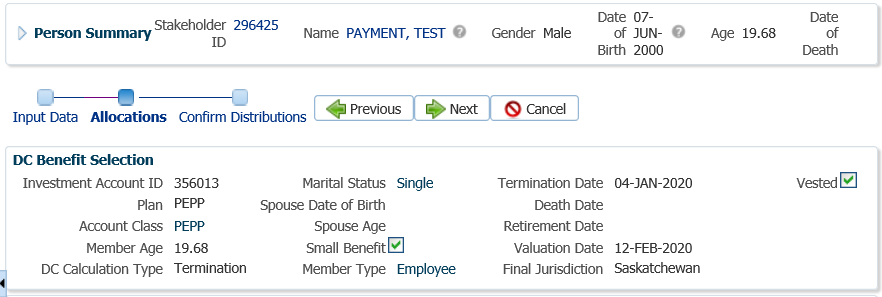 Person Summary Stakeholder ID 296425 Name PAYMENT, TEST Gender Male Date of Birth 07-JUN-2000 Age 19.68 Date of Death
Input Data Allocations Confirm Distributions Previous Next Cancel
DC Benefit Selection
Investment Account ID 356013 Marital Status Single Termination Date 04-JAN-2020 Vested
Plan PEPP Spouse Date of Birth Death Date
Account Class PEPP Spouse Age Retirement Date
Member Age 19.68 Small Benefit Valuation Date 12-FEB-2020
DC Calculation Type Termination Member Type Employee Final Jurisdiction Saskatchewan